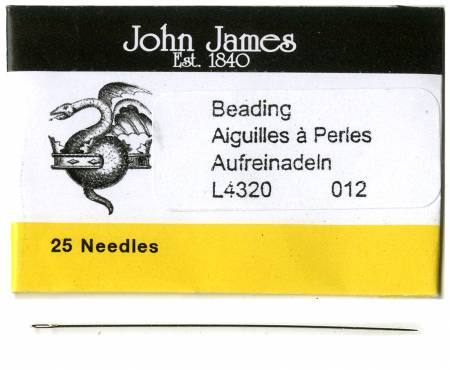 John James
Est. 1840
Beading
Aiguilles à Perles
Aufreinadeln
L4320 012
25 Needles